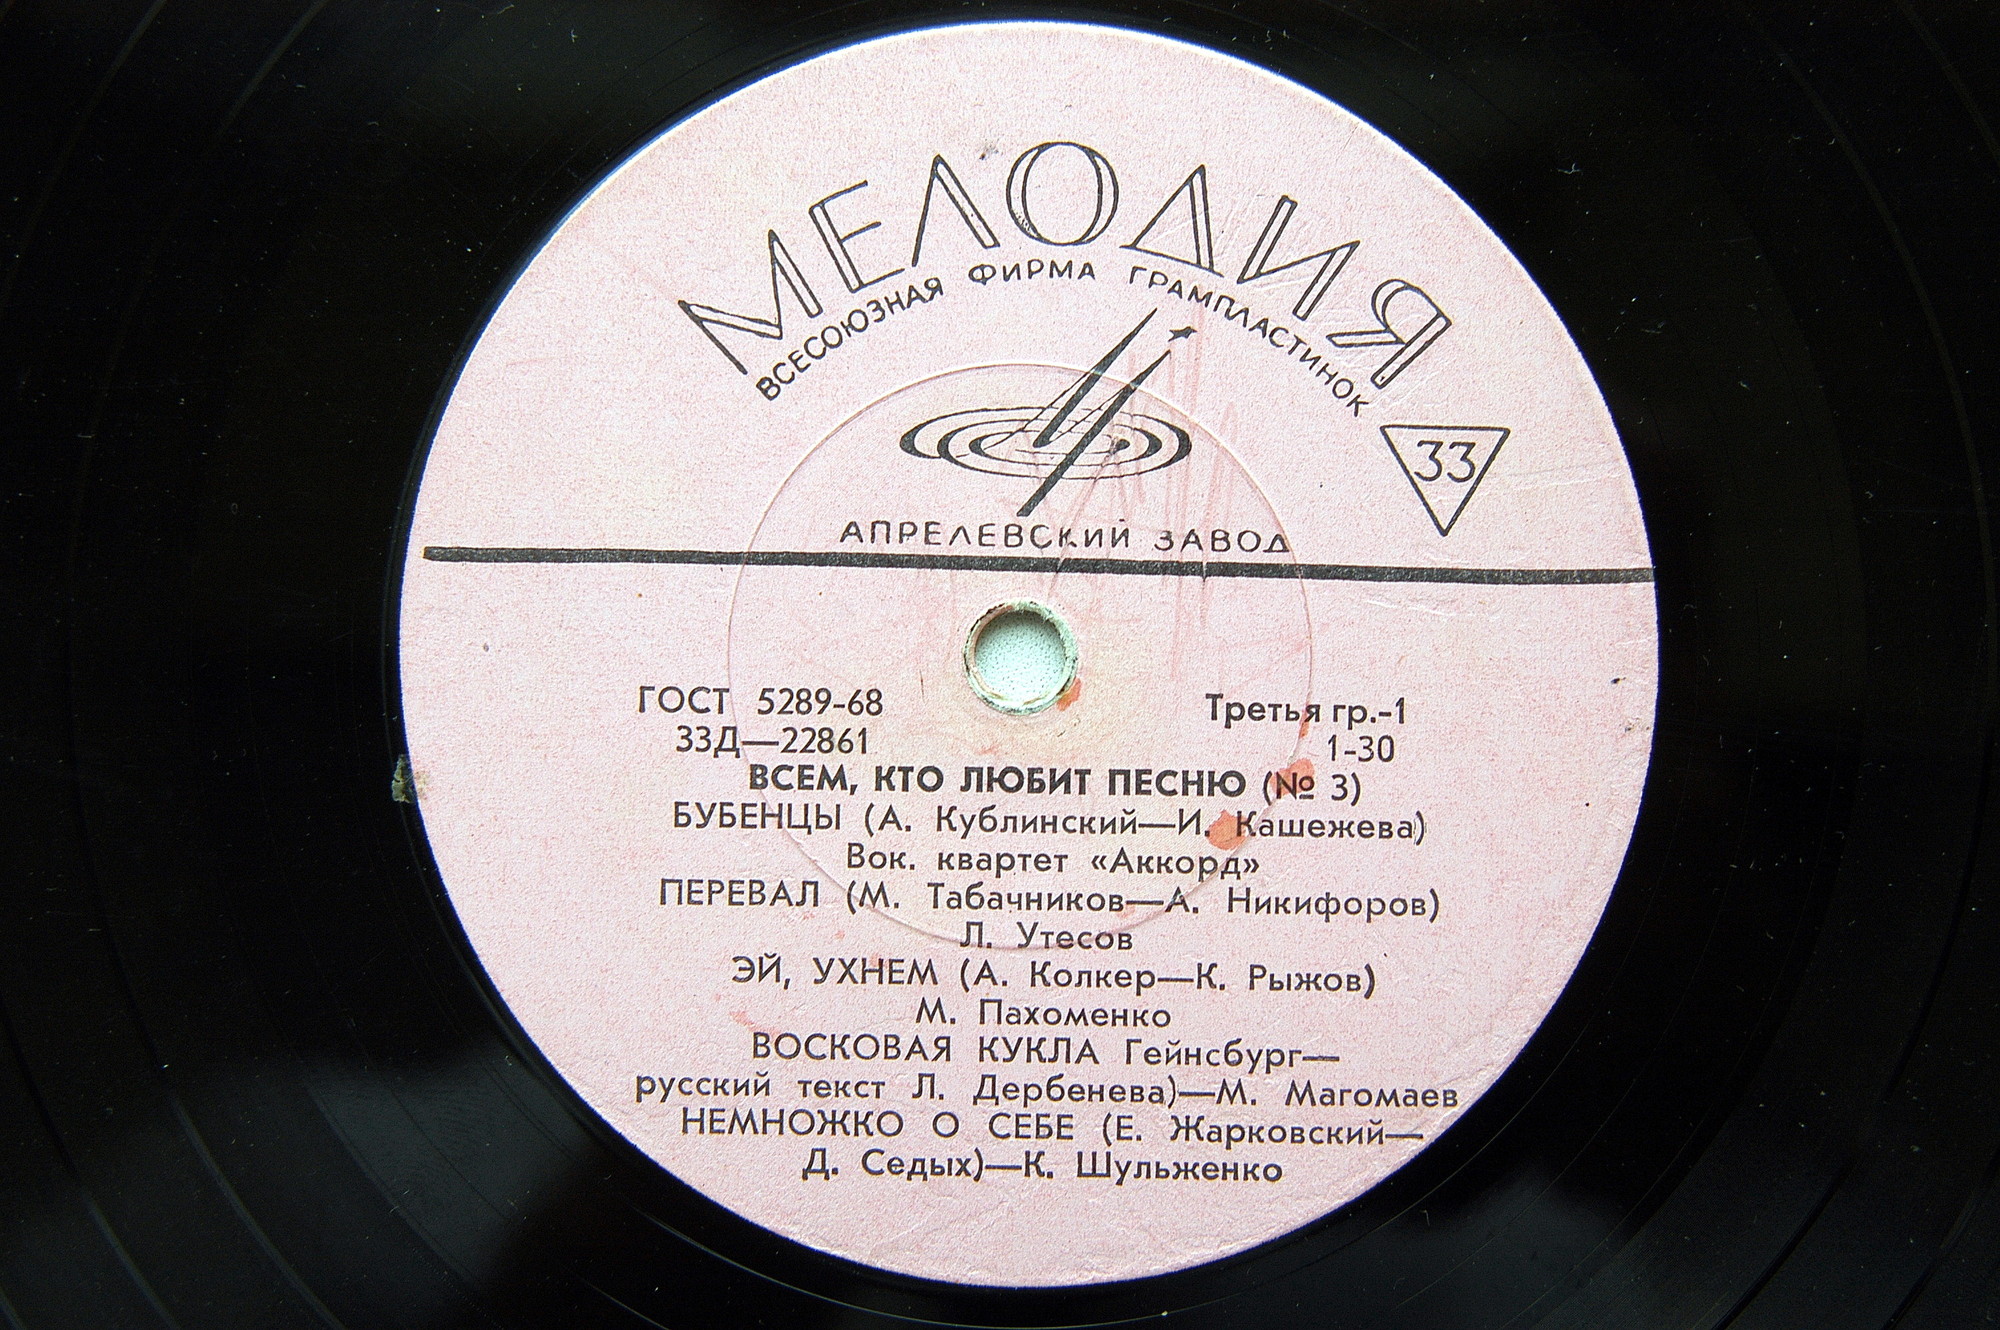 МЕЛОДИЯ
ВСЕСОЮЗНАЯ ФИРМА ГРАМПЛАСТИНОК
33
АПРЕЛЕВСКИЙ ЗАВОД
ГОСТ 5289-68 Третья гр.-1
33Д—22861 1-30
ВСЕМ, КТО ЛЮБИТ ПЕСНЮ (№ 3)
БУБЕНЦЫ (А. Кублинский—И. Кашежева)
Вок. квартет «Аккорд»
ПЕРЕВАЛ (М. Табачников—А. Никифоров)
Л. Утесов
ЭЙ, УХНЕМ (А. Колкер—К. Рыжов)
М. Пахоменко
ВОСКОВАЯ КУКЛА Гейнсбург—
русский текст Л. Дербенева)—М. Магомаев
НЕМНОЖКО О СЕБЕ (Е. Жарковский—
Д. Седых)—К. Шульженко